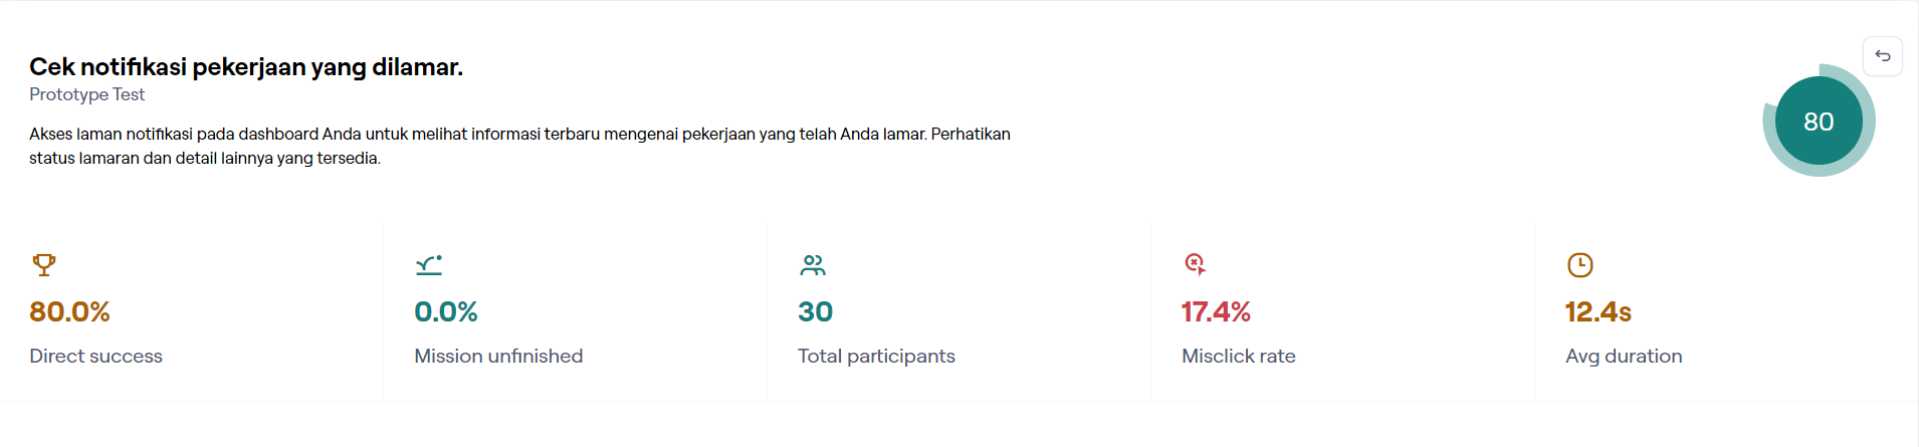 Cek notifikasi pekerjaan yang dilamar.
Prototype Test
Akses laman notifikasi pada dashboard Anda untuk melihat informasi terbaru mengenai pekerjaan yang telah Anda lamar. Perhatikan
status lamaran dan detail lainnya yang tersedia.
80
80.0%
Direct success
0.0%
Mission unfinished
30
Total participants
17.4%
Misclick rate
12.4s
Avg duration